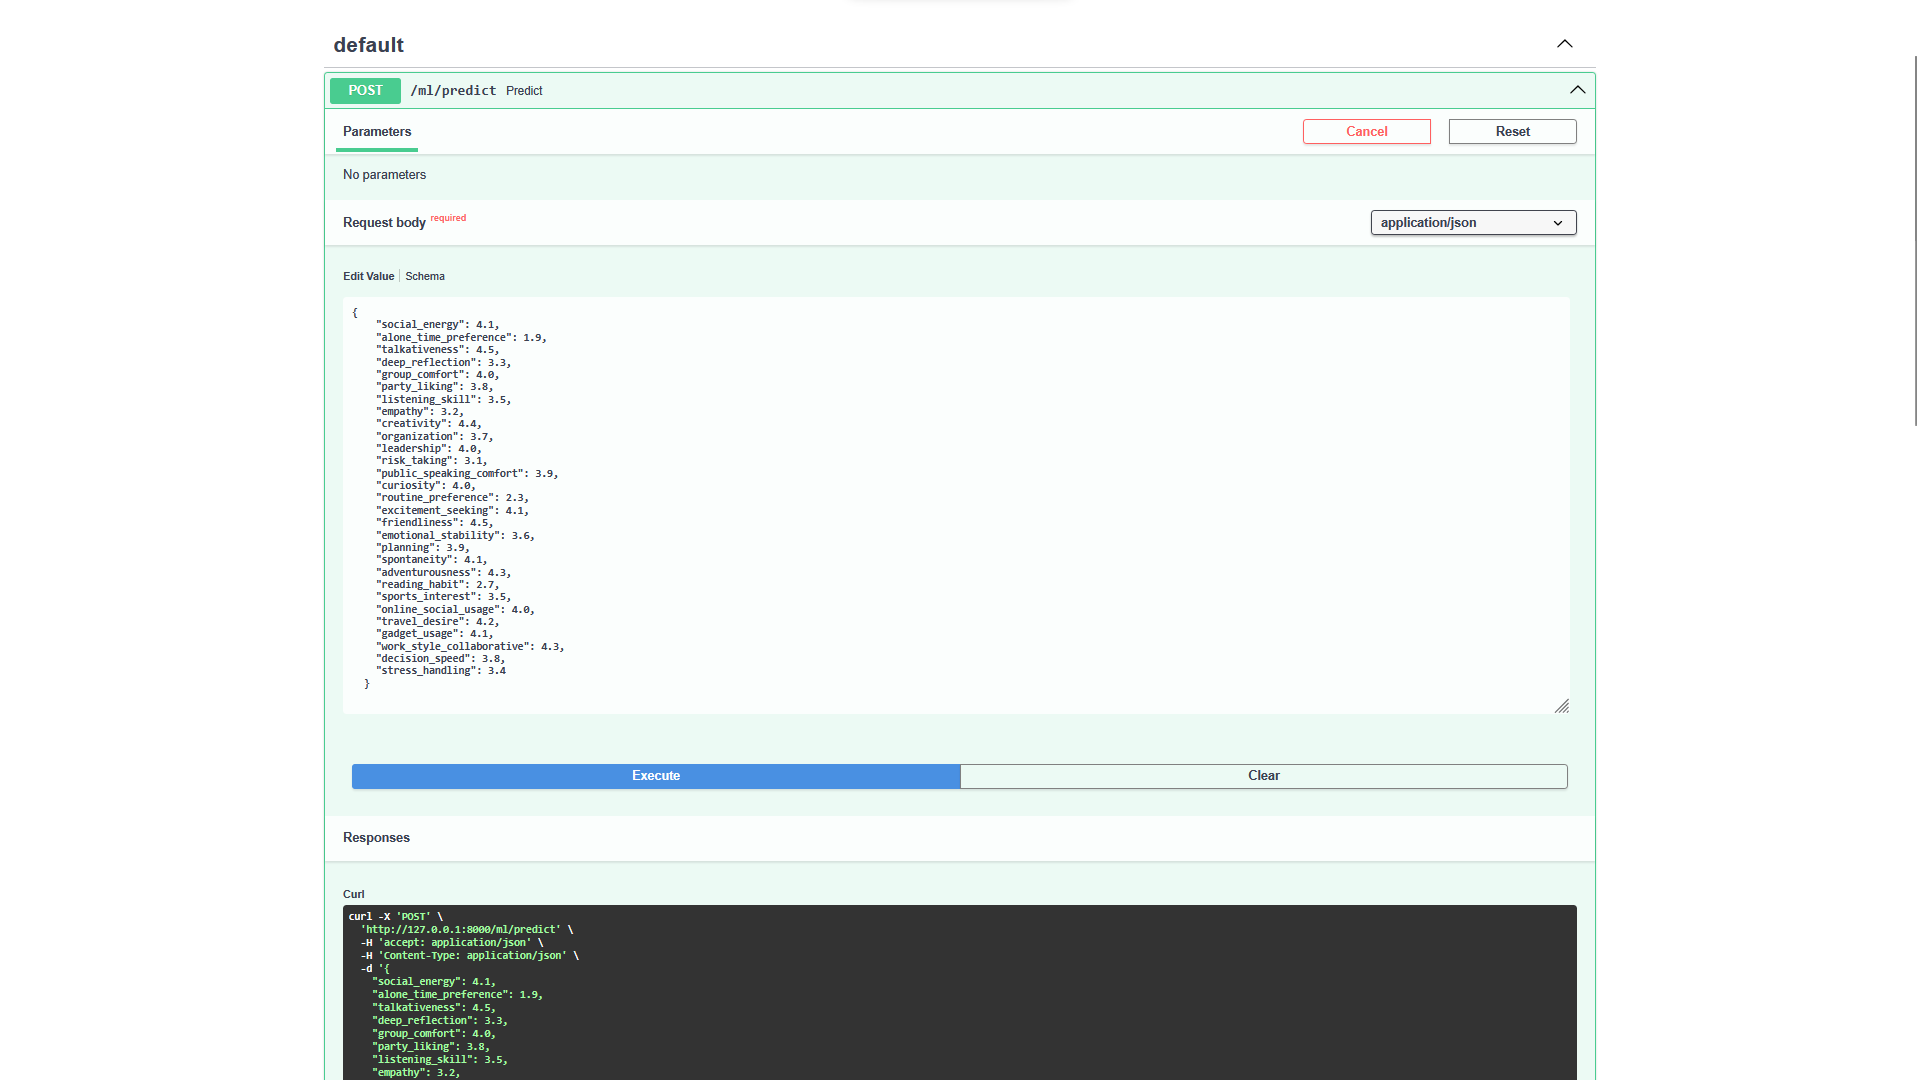 default
POST /ml/predict Predict
Parameters
Cancel
Reset
No parameters
Request body required
application/json
Edit Value | Schema
{
    "social_energy": 4.1,
    "alone_time_preference": 1.9,
    "talkativeness": 4.5,
    "deep_reflection": 3.3,
    "group_comfort": 4.0,
    "party_liking": 3.8,
    "listening_skill": 3.5,
    "empathy": 3.2,
    "creativity": 4.4,
    "organization": 3.7,
    "leadership": 4.0,
    "risk_taking": 3.1,
    "public_speaking_comfort": 3.9,
    "curiosity": 4.0,
    "routine_preference": 2.3,
    "excitement_seeking": 4.1,
    "friendliness": 4.5,
    "emotional_stability": 3.6,
    "planning": 3.9,
    "spontaneity": 4.1,
    "adventurousness": 4.3,
    "reading_habit": 2.7,
    "sports_interest": 3.5,
    "online_social_usage": 4.0,
    "travel_desire": 4.2,
    "gadget_usage": 4.1,
    "work_style_collaborative": 4.3,
    "decision_speed": 3.8,
    "stress_handling": 3.4
  }
Execute
Clear
Responses
Curl
curl -X 'POST' \
  'http://127.0.0.1:8000/ml/predict' \
  -H 'accept: application/json' \
  -H 'Content-Type: application/json' \
  -d '{
    "social_energy": 4.1,
    "alone_time_preference": 1.9,
    "talkativeness": 4.5,
    "deep_reflection": 3.3,
    "group_comfort": 4.0,
    "party_liking": 3.8,
    "listening_skill": 3.5,
    "empathy": 3.2,